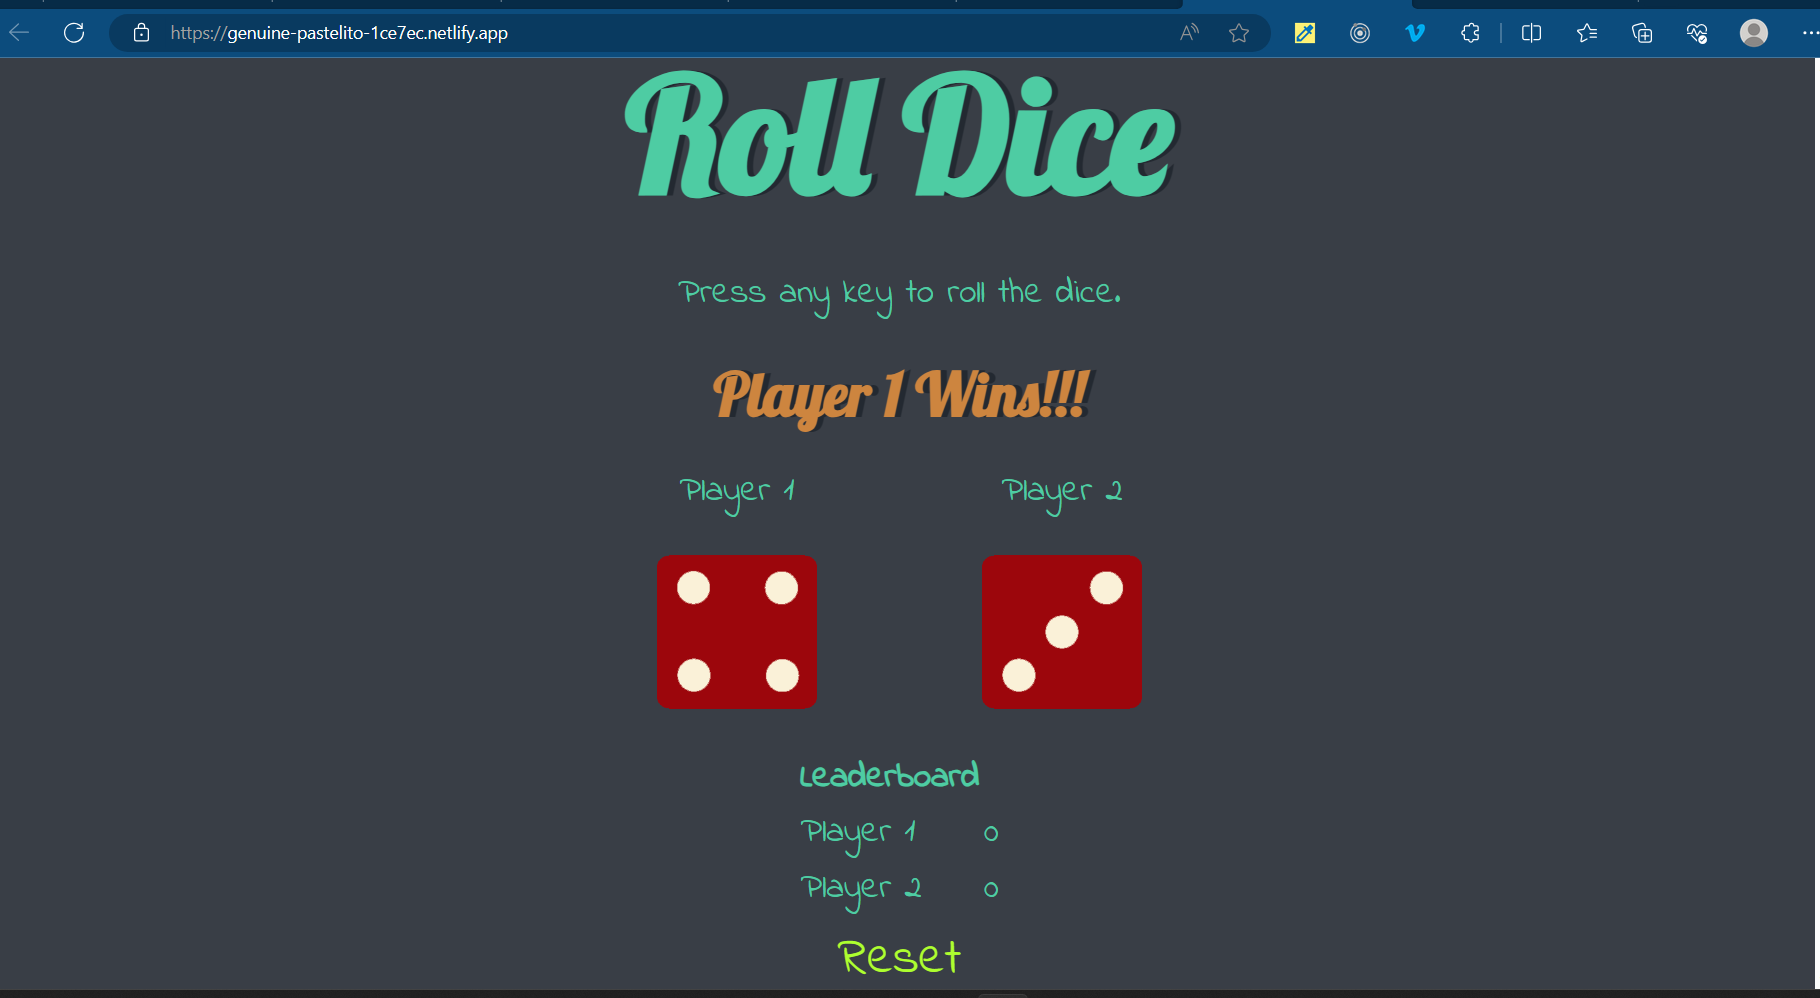 https://genuine-pastelito-1ce7ec.netlify.app
Roll Dice
Press any key to roll the dice.
Player 1 Wins!!!
Player 1 Player 2
Leaderboard
Player 1 0
Player 2 0
Reset